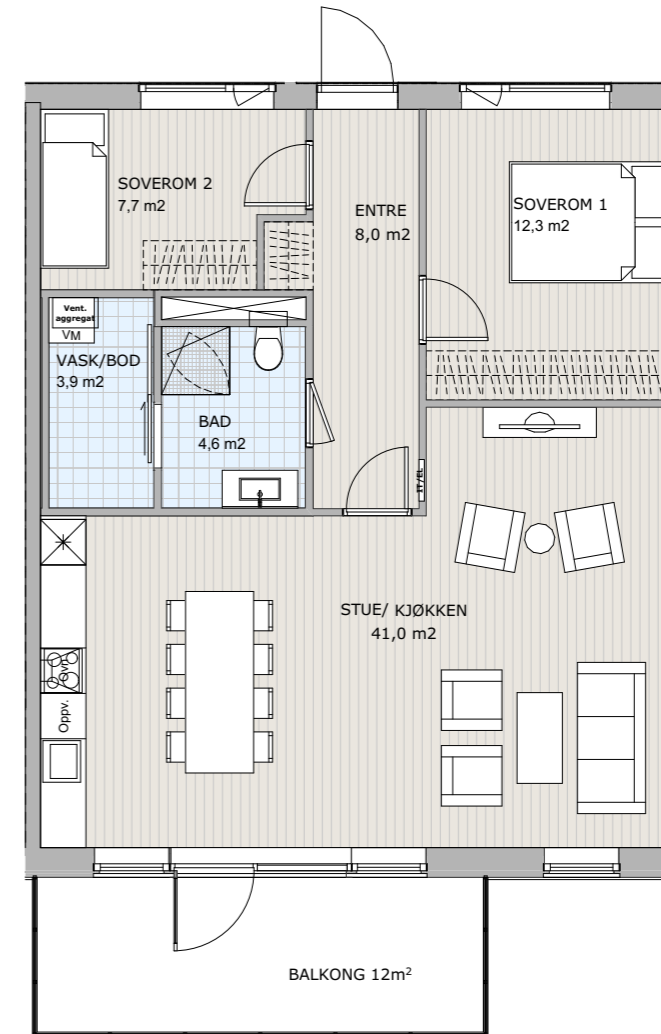 SOVEROM 2
7,7 m2
ENTRE
8,0 m2
SOVEROM 1
12,3 m2
Vent.
aggregat
VM
VASK/BOD
3,9 m2
BAD
4,6 m2
IT/EL
STUE/ KJØKKEN
41,0 m2
Ovn
Oppv.
BALKONG 12m²